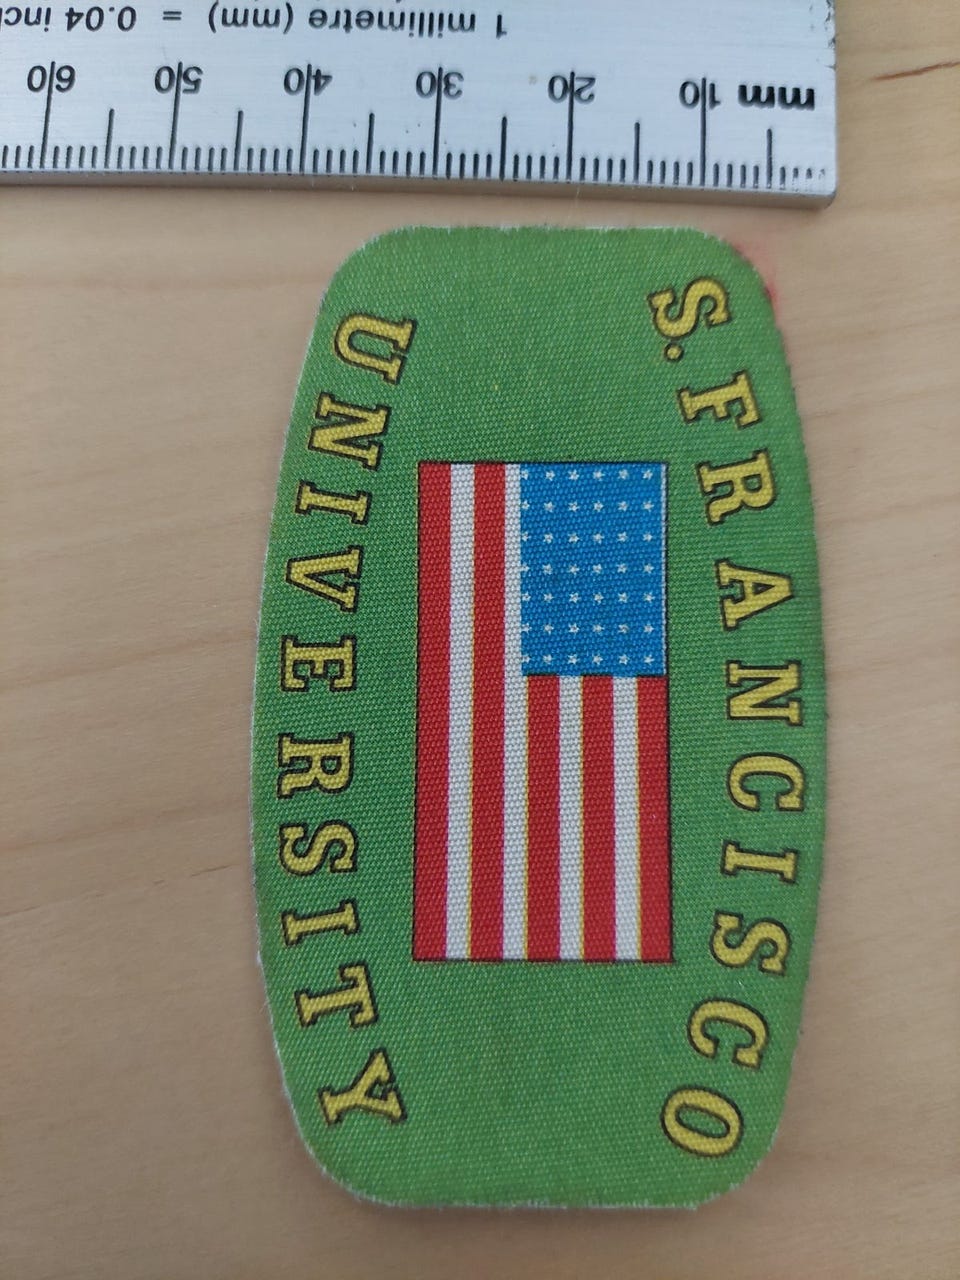 1 millimetre (mm) = 0.04 inc
mm 10 20 30 40 50 60
S. FRANCISCO
UNIVERSITY